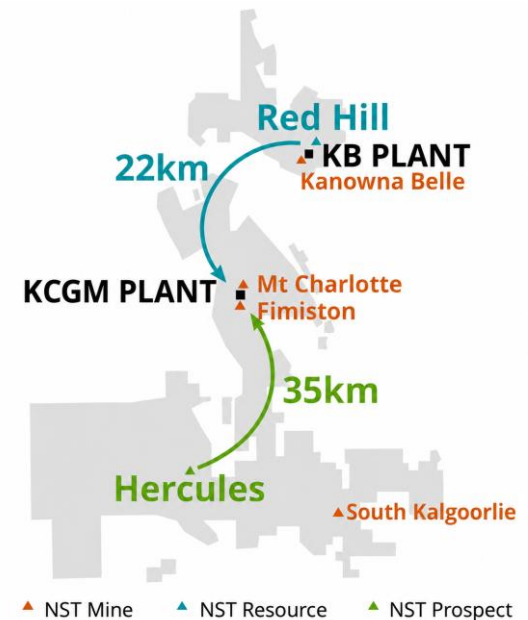 Red Hill
KB PLANT
22km
Kanowna Belle
KCGM PLANT
Mt Charlotte
Fimiston
35km
Hercules
South Kalgoorlie
NST Mine
NST Resource
NST Prospect